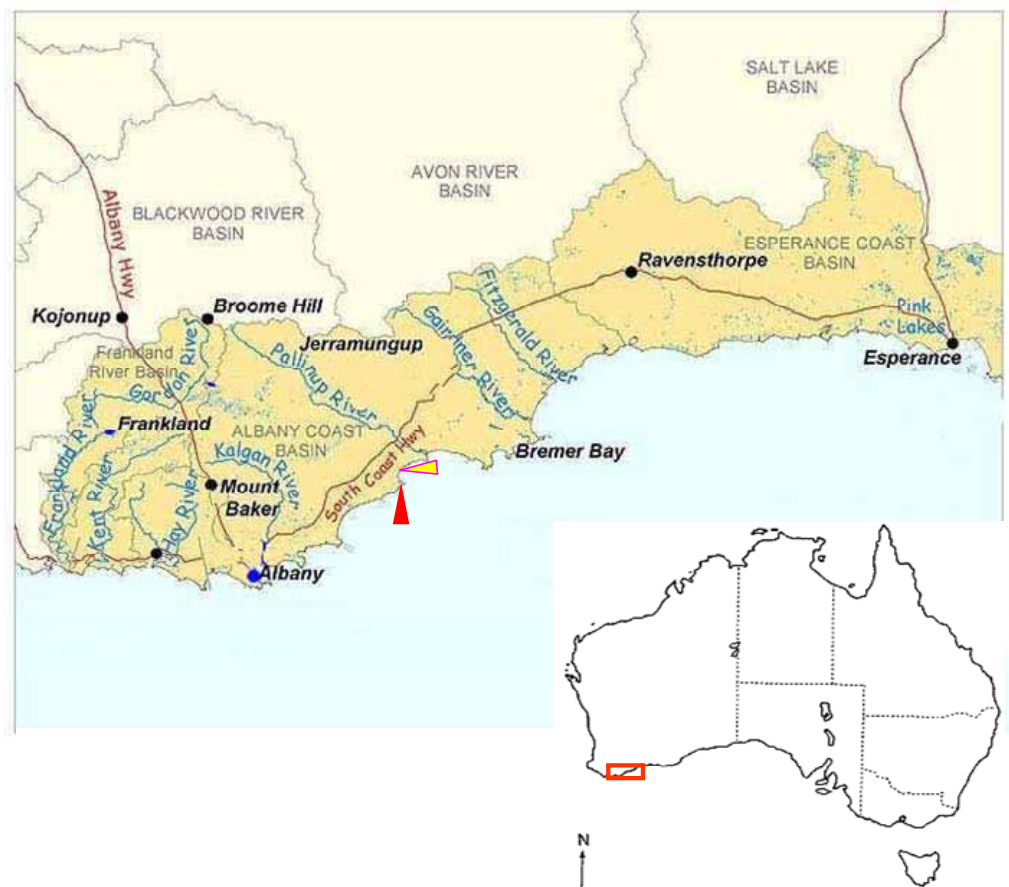 SALT LAKE
BASIN
AVON RIVER
BASIN
BLACKWOOD RIVER
BASIN
Albany Hwy
ESPERANCE COAST
BASIN
Ravensthorpe
Fitzgerald River
Gairdner River
Kojonup
Broome Hill
Pink
Lakes
Jerramungup
Esperance
Frankland
River Basin
Pallinup River
Gordon River
Frankland
ALBANY COAST
BASIN
South Coast Hwy
Bremer Bay
Frankland River
Kent River
Hay River
Kalgan River
Mount
Baker
Albany
N